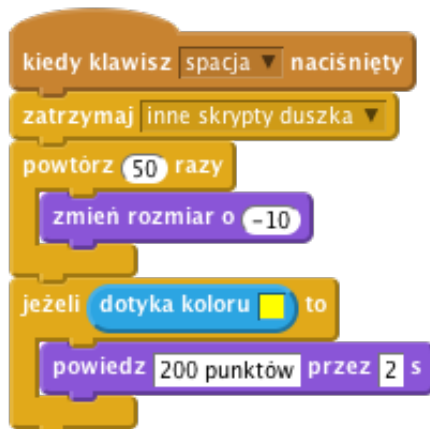 kiedy klawisz spacja naciśnięty
zatrzymaj inne skrypty duszka
powtórz 50 razy
zmień rozmiar o -10
jeżeli dotyka koloru to
powiedz 200 punktów przez 2 s